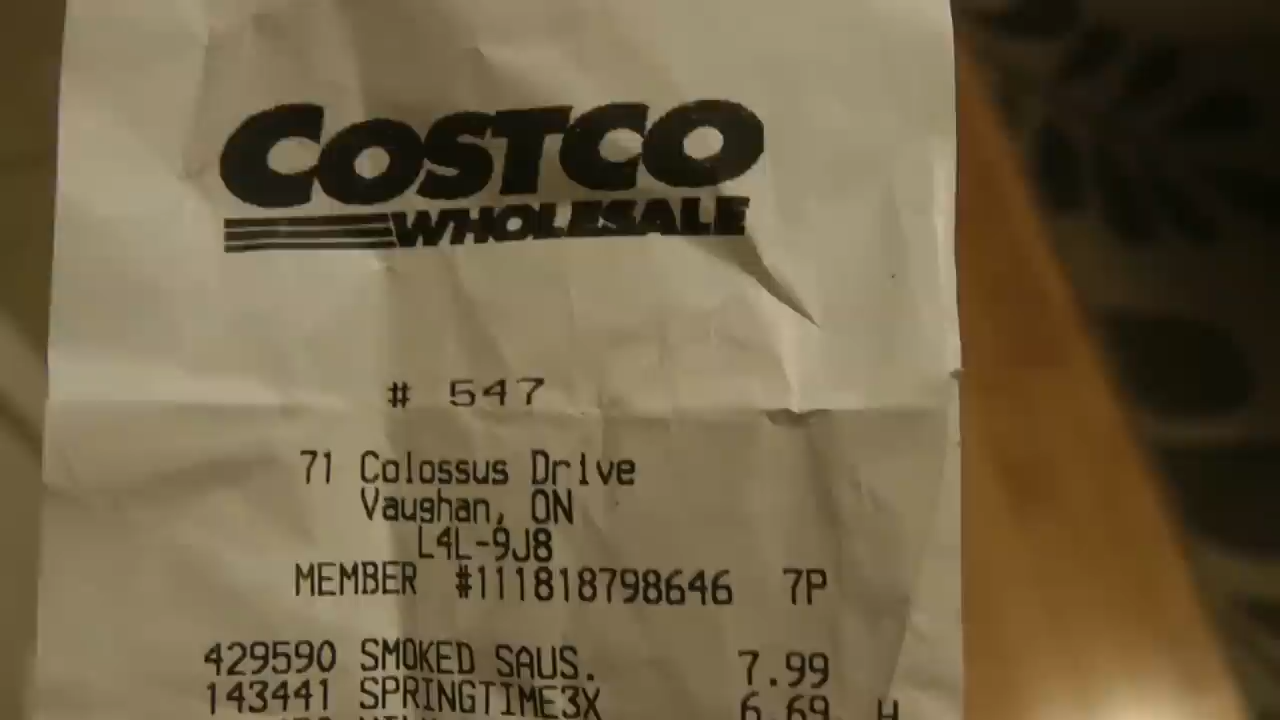 COSTCO
WHOLESALE
# 547
71 Colossus Drive
Vaughan, ON
L4L-9J8
MEMBER #111818798646 7P
429590 SMOKED SAUS. 7.99
143441 SPRINGTIME3X 6.69 H